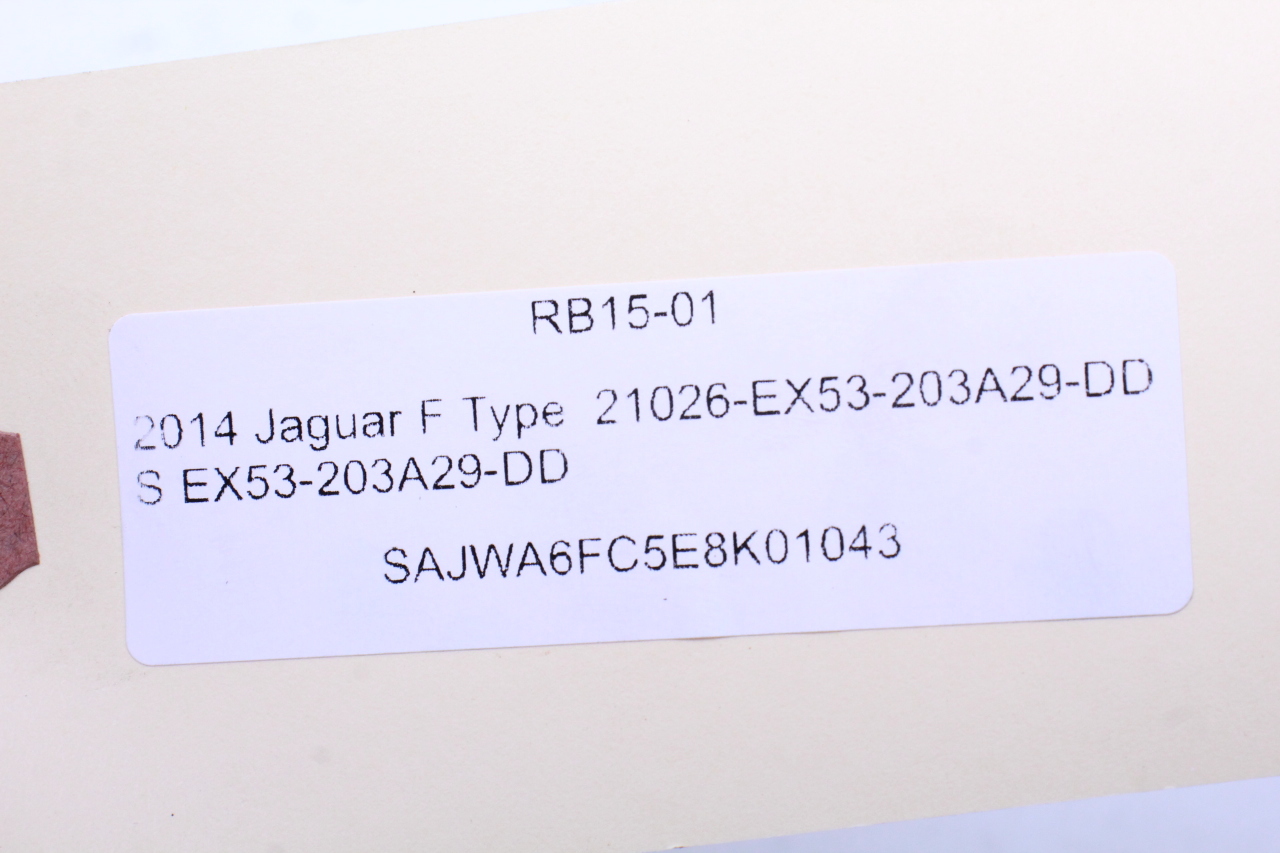 RB15-01
2014 Jaguar F Type 21026-EX53-203A29-DD
S EX53-203A29-DD
SAJWA6FC5E8K01043